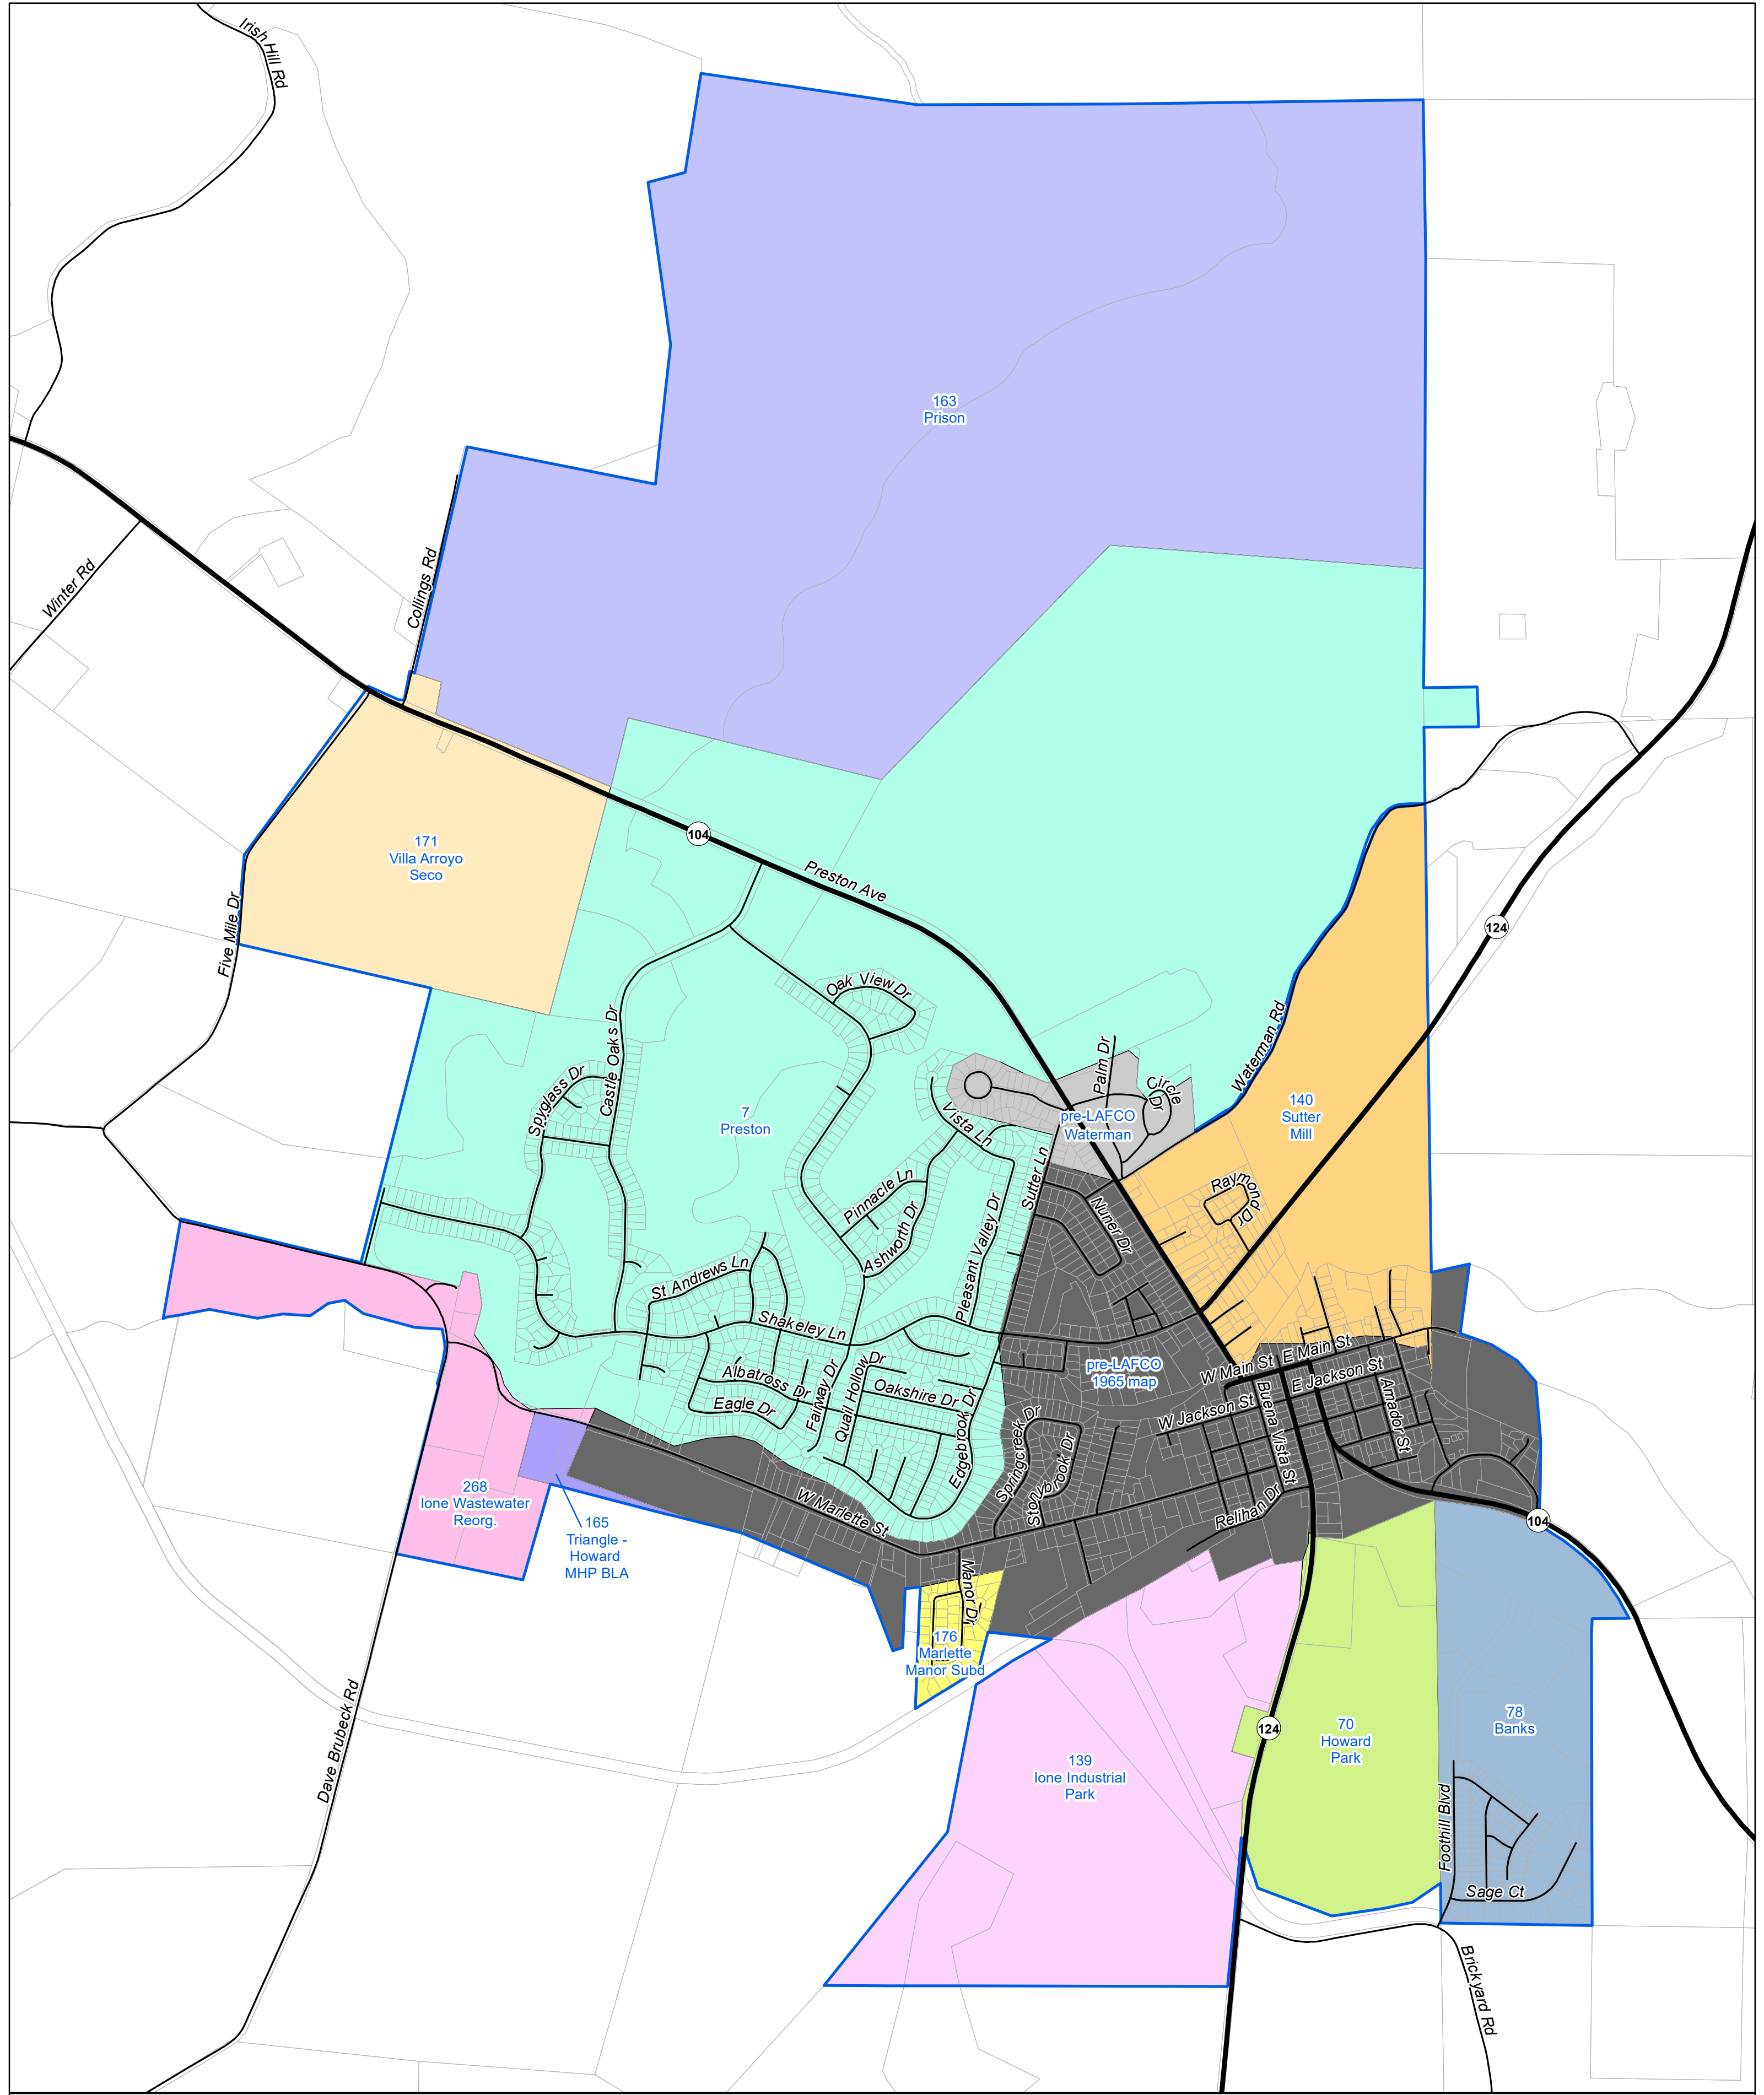 Irish Hill Rd
163
Prison
Winter Rd
Collings Rd
171
Villa Arroyo
Seco
104
Preston Ave
124
Five Mile Dr
Oak View Dr
Castle Oaks Dr
Spyglass Dr
7
Preston
Palm Dr
Circle
Dr
Waterman Rd
pre-LAFCO
Waterman
140
Sutter
Mill
Vista Ln
Sutter Ln
Pinnacle Ln
Ashworth Dr
Pleasant Valley Dr
Nuner Dr
Raymond
Dr
St Andrews Ln
Shakeley Ln
pre-LAFCO
1965 map
W Main St
E Main St
E Jackson St
W Jackson St
Buena Vista St
Amador St
Albatross Dr
Eagle Dr
Fairway Dr
Quail Hollow Dr
Oakshire Dr
Edgebrook Dr
Springcreek Dr
Stonybrook Dr
Relihan Dr
W Marlette St
268
Ione Wastewater
Reorg.
165
Triangle -
Howard
MHP BLA
104
Manor Dr
176
Marlette
Manor Subd
Dave Brubeck Rd
139
Ione Industrial
Park
124
70
Howard
Park
78
Banks
Foothill Blvd
Sage Ct
Brickyard Rd